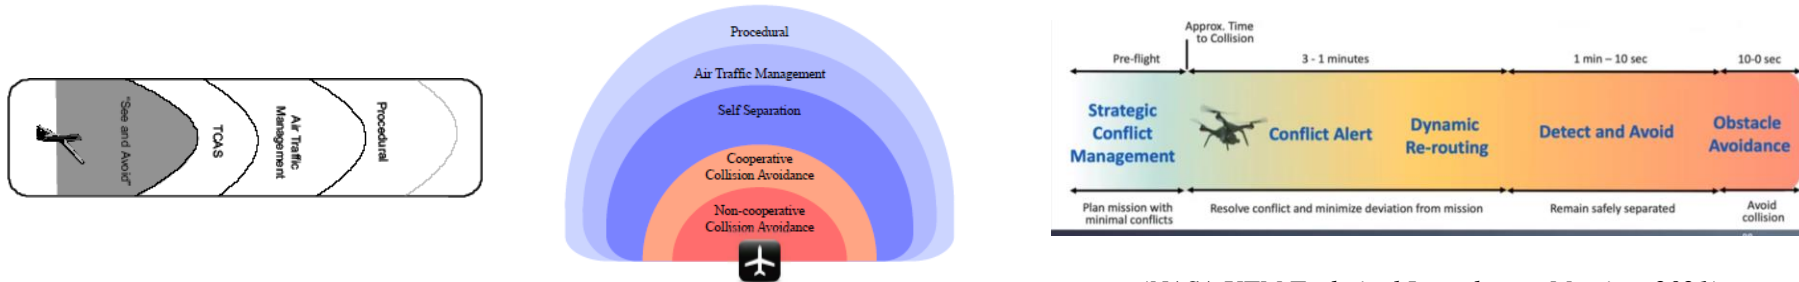 "See and Avoid"
TCAS
Air Traffic
Management
Procedural
Procedural
Air Traffic Management
Self Separation
Cooperative
Collision Avoidance
Non-cooperative
Collision Avoidance
Approx. Time
to Collision
Pre-flight
3 - 1 minutes
1 min – 10 sec
10-0 sec
Strategic
Conflict
Management
Conflict Alert
Dynamic
Re-routing
Detect and Avoid
Obstacle
Avoidance
Plan mission with
minimal conflicts
Resolve conflict and minimize deviation from mission
Remain safely separated
Avoid
collision